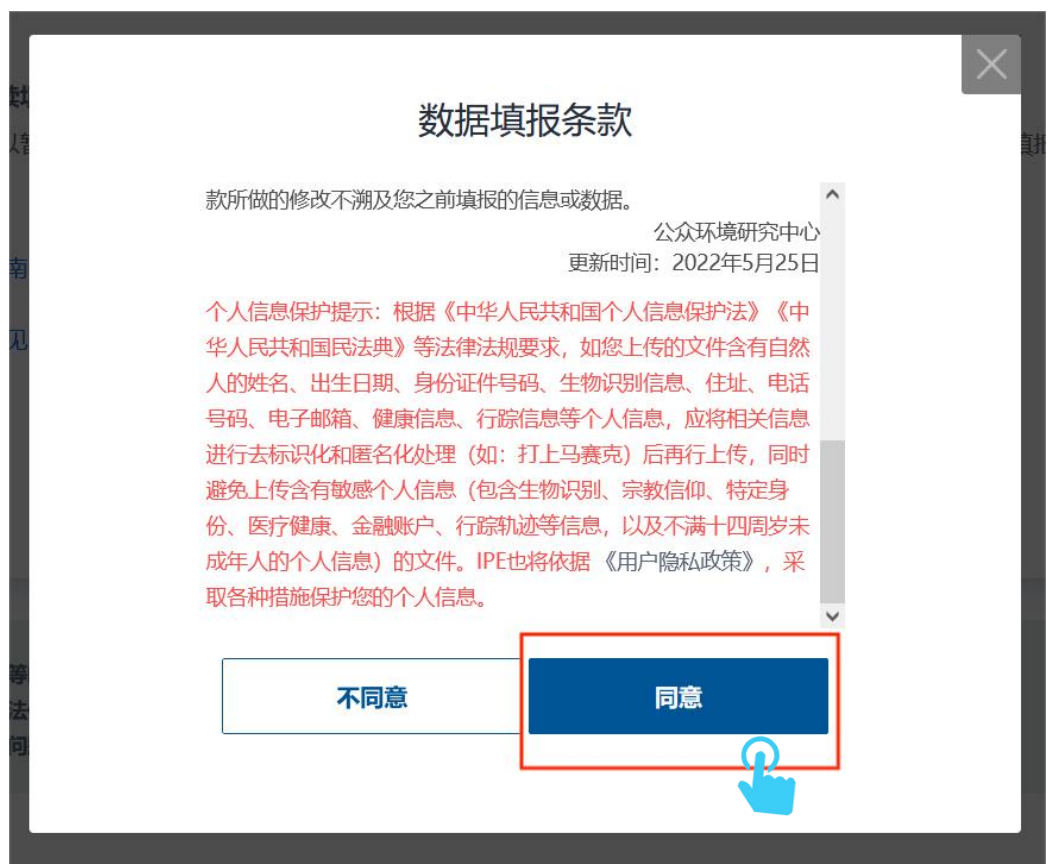 数据填报条款
款所做的修改不溯及您之前填报的信息或数据。
公众环境研究中心
更新时间：2022年5月25日
个人信息保护提示：根据《中华人民共和国个人信息保护法》《中
华人民共和国民法典》等法律法规要求，如您上传的文件含有自然
人的姓名、出生日期、身份证件号码、生物识别信息、住址、电话
号码、电子邮箱、健康信息、行踪信息等个人信息，应将相关信息
进行去标识化和匿名化处理（如：打上马赛克）后再行上传，同时
避免上传含有敏感个人信息（包含生物识别、宗教信仰、特定身
份、医疗健康、金融账户、行踪轨迹等信息，以及不满十四周岁未
成年人的个人信息）的文件。IPE也将依据 《用户隐私政策》，采
取各种措施保护您的个人信息。
不同意
同意
南
见
等
法
问